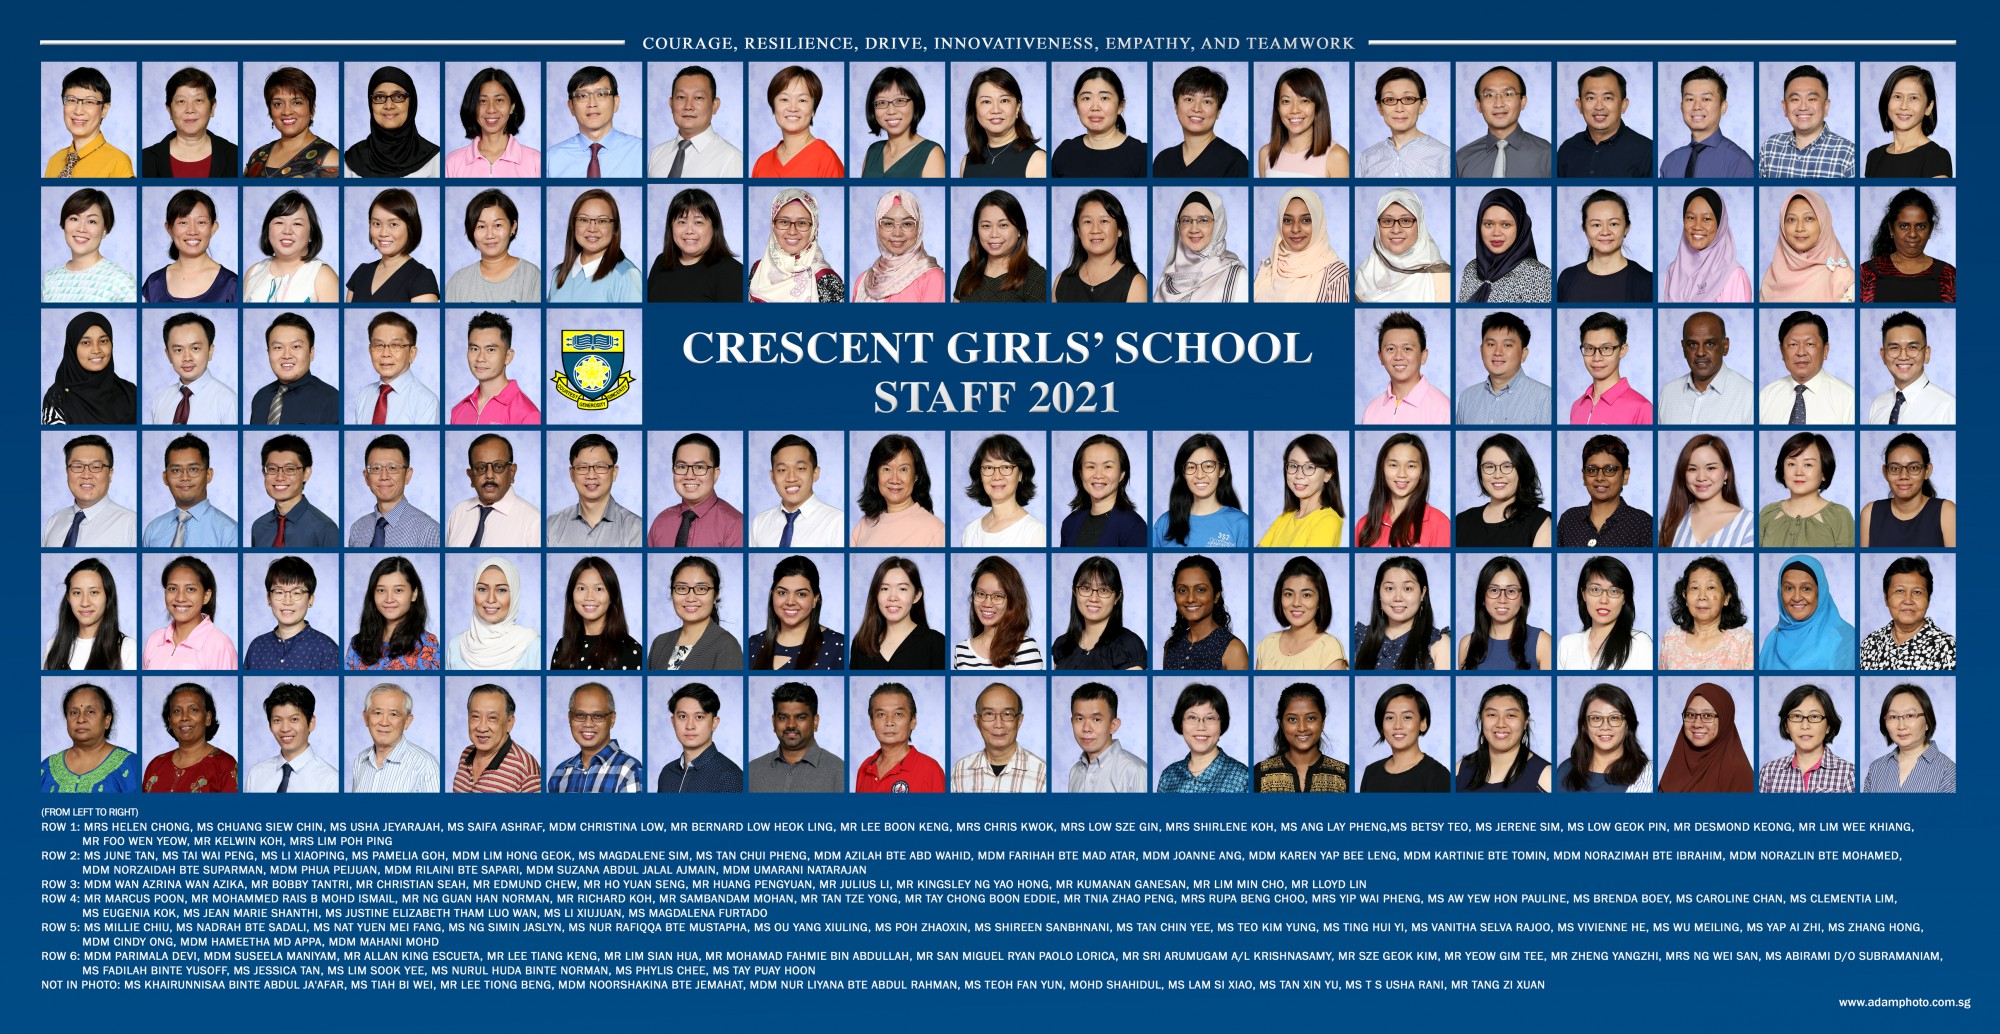 COURAGE, RESILIENCE, DRIVE, INNOVATIVENESS, EMPATHY, AND TEAMWORK
CRESCENT GIRLS' SCHOOL
STAFF 2021
GENEROSITY
(FROM LEFT TO RIGHT)
ROW 1: MRS HELEN CHONG, MS CHUANG SIEW CHIN, MS USHA JEYARAJAH, MS SAIFA ASHRAF, MDM CHRISTINA LOW, MR BERNARD LOW HEOK LING, MR LEE BOON KENG, MRS CHRIS KWOK, MRS LOW SZE GIN, MRS SHIRLENE KOH, MS ANG LAY PHENG,MS BETSY TEO, MS JERENE SIM, MS LOW GEOK PIN, MR DESMOND KEONG, MR LIM WEE KHIANG,
MR FOO WEN YEOW, MR KELWIN KOH, MRS LIM POH PING
ROW 2: MS JUNE TAN, MS TAI WAI PENG, MS LI XIAOPING, MS PAMELIA GOH, MDM LIM HONG GEOK, MS MAGDALENE SIM, MS TAN CHUI PHENG, MDM AZILAH BTE ABD WAHID, MDM FARIHAH BTE MAD ATAR, MDM JOANNE ANG, MDM KAREN YAP BEE LENG, MDM KARTINIE BTE TOMIN, MDM NORAZIMAH BTE IBRAHIM, MDM NORAZLIN BTE MOHAMED,
MDM NORZAIDAH BTE SUPARMAN, MDM PHUA PEIJUAN, MDM RILAINI BTE SAPARI, MDM SUZANA ABDUL JALAL AJMAIN, MDM UMARANI NATARAJAN
ROW 3: MDM WAN AZRINA WAN AZIKA, MR BOBBY TANTRI, MR CHRISTIAN SEAH, MR EDMUND CHEW, MR HO YUAN SENG, MR HUANG PENGYUAN, MR JULIUS LI, MR KINGSLEY NG YAO HONG, MR KUMANAN GANESAN, MR LIM MIN CHO, MR LLOYD LIN
ROW 4: MR MARCUS POON, MR MOHAMMED RAIS B MOHD ISMAIL, MR NG GUAN HAN NORMAN, MR RICHARD KOH, MR SAMBANDAM MOHAN, MR TAN TZE YONG, MR TAY CHONG BOON EDDIE, MR TNIA ZHAO PENG, MRS RUPA BENG CHOO, MRS YIP WAI PHENG, MS AW YEW HON PAULINE, MS BRENDA BOEY, MS CAROLINE CHAN, MS CLEMENTIA LIM,
MS EUGENIA KOK, MS JEAN MARIE SHANTHI, MS JUSTINE ELIZABETH THAM LUO WAN, MS LI XIUJUAN, MS MAGDALENA FURTADO
ROW 5: MS MILLIE CHIU, MS NADRAH BTE SADALI, MS NAT YUEN MEI FANG, MS NG SIMIN JASLYN, MS NUR RAFIQQA BTE MUSTAPHA, MS OU YANG XIULING, MS POH ZHAOXIN, MS SHIREEN SANBHNANI, MS TAN CHIN YEE, MS TEO KIM YUNG, MS TING HUI YI, MS VANITHA SELVA RAJOO, MS VIVIENNE HE, MS WU MEILING, MS YAP AI ZHI, MS ZHANG HONG,
MDM CINDY ONG, MDM HAMEETHA MD APPA, MDM MAHANI MOHD
ROW 6: MDM PARIMALA DEVI, MDM SUSEELA MANIYAM, MR ALLAN KING ESCUETA, MR LEE TIANG KENG, MR LIM SIAN HUA, MR MOHAMAD FAHMIE BIN ABDULLAH, MR SAN MIGUEL RYAN PAOLO LORICA, MR SRI ARUMUGAM A/L KRISHNASAMY, MR SZE GEOK KIM, MR YEOW GIM TEE, MR ZHENG YANGZHI, MRS NG WEI SAN, MS ABIRAMI D/O SUBRAMANIAM,
MS FADILAH BINTE YUSOFF, MS JESSICA TAN, MS LIM SOOK YEE, MS NURUL HUDA BINTE NORMAN, MS PHYLIS CHEE, MS TAY PUAY HOON
NOT IN PHOTO: MS KHAIRUNNISAA BINTE ABDUL JA'AFAR, MS TIAH BI WEI, MR LEE TIONG BENG, MDM NOORSHAKINA BTE JEMAHAT, MDM NUR LIYANA BTE ABDUL RAHMAN, MS TEOH FAN YUN, MOHD SHAHIDUL, MS LAM SI XIAO, MS TAN XIN YU, MS T S USHA RANI, MR TANG ZI XUAN
www.adamphoto.com.sg